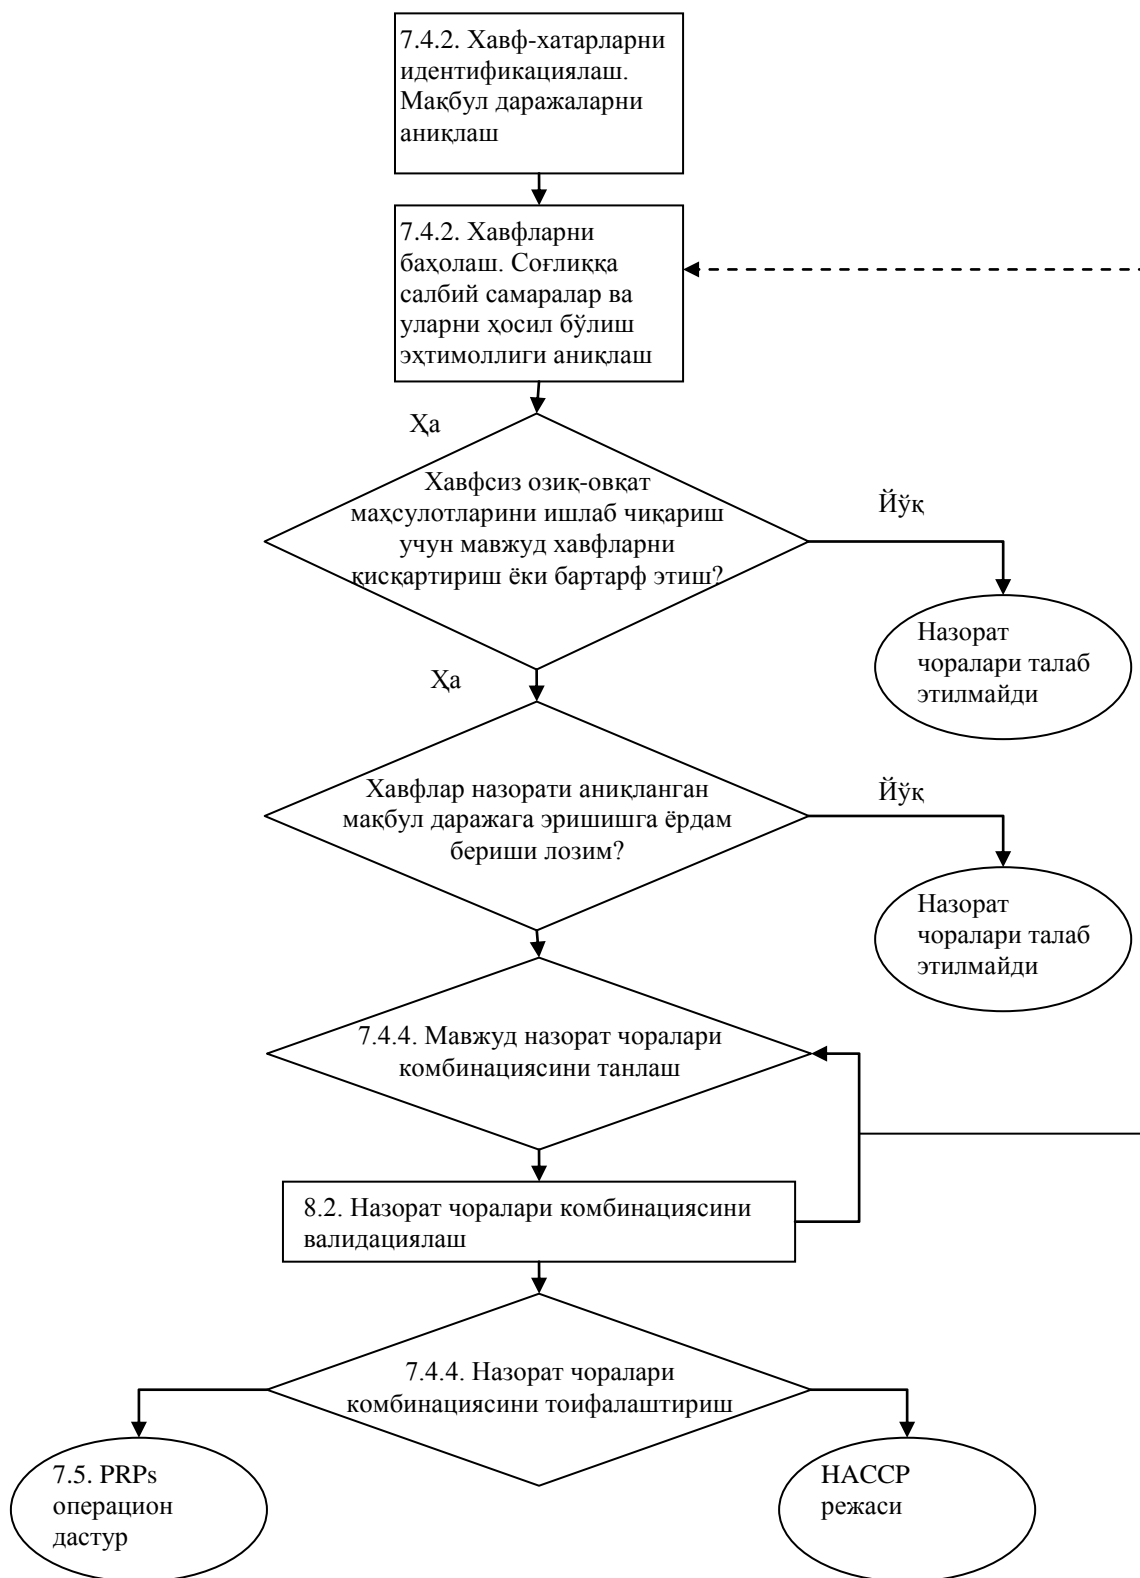 7.4.2. Хавф-хатарларни
идентификациялаш.
Мақбул даражаларни
аниқлаш
7.4.2. Хавфларни
баҳолаш. Соғлиққа
салбий самаралар ва
уларни ҳосил бўлиш
эҳтимоллиги аниқлаш
Ҳа
Хавфсиз озиқ-овқат
маҳсулотларини ишлаб чиқариш
учун мавжуд хавфларни
қисқартириш ёки бартарф этиш?
Йўқ
Назорат
чоралари талаб
этилмайди
Ҳа
Хавфлар назорати аниқланган
мақбул даражага эришишга ёрдам
бериши лозим?
Йўқ
Назорат
чоралари талаб
этилмайди
7.4.4. Мавжуд назорат чоралари
комбинациясини танлаш
8.2. Назорат чоралари комбинациясини
валидациялаш
7.4.4. Назорат чоралари
комбинациясини тоифалаштириш
7.5. PRPs
операцион
дастур
НАССР
режаси